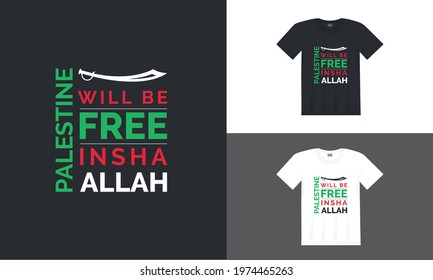 PALESTINE
WILL BE
FREE
INSHA
ALLAH
PALESTINE
WILL BE
FREE
INSHA
ALLAH
PALESTINE
WILL BE
FREE
INSHA
ALLAH
shutterstock.com · 1974465263